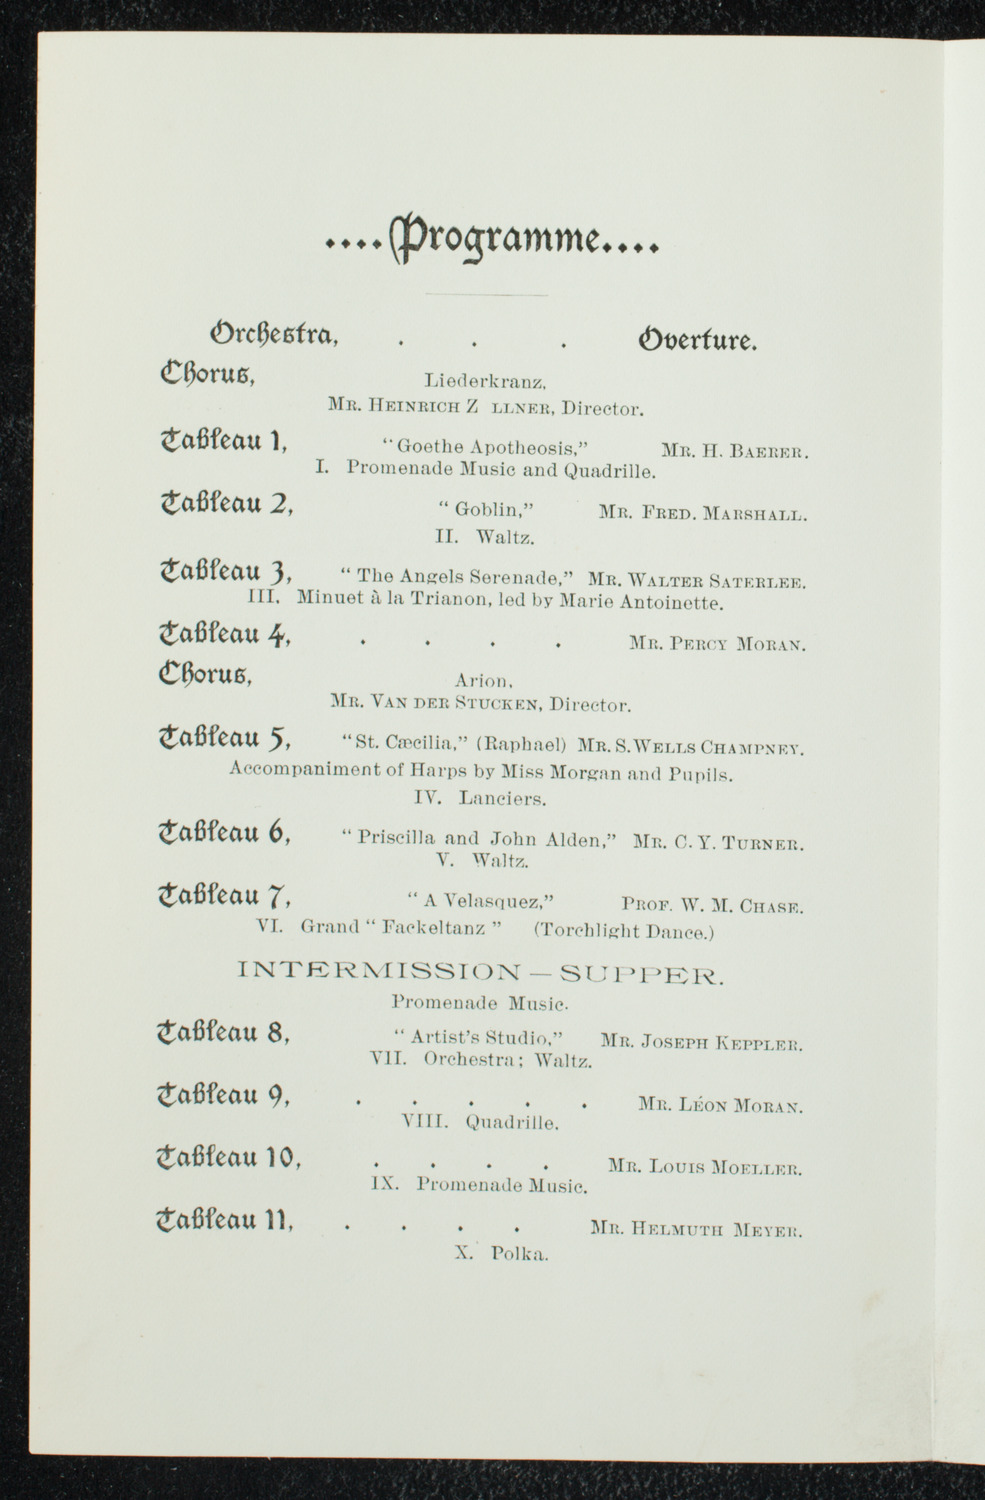 ....Programme....
Orchestra, . . . Overture.
Chorus, Liederkranz,
MR. HEINRICH Z LLNER, Director.
Tableau 1, "Goethe Apotheosis," MR. H. BAERER.
I. Promenade Music and Quadrille.
Tableau 2, "Goblin," MR. FRED. MARSHALL.
II. Waltz.
Tableau 3, "The Angels Serenade," MR. WALTER SATERLEE.
III. Minuet à la Trianon, led by Marie Antoinette.
Tableau 4, . . . . MR. PERCY MORAN.
Chorus, Arion,
MR. VAN DER STUCKEN, Director.
Tableau 5, "St. Cæcilia," (Raphael) MR. S. WELLS CHAMPNEY.
Accompaniment of Harps by Miss Morgan and Pupils.
IV. Lanciers.
Tableau 6, "Priscilla and John Alden," MR. C. Y. TURNER.
V. Waltz.
Tableau 7, "A Velasquez," PROF. W. M. CHASE.
VI. Grand "Fackeltanz" (Torchlight Dance.)
INTERMISSION — SUPPER.
Promenade Music.
Tableau 8, "Artist's Studio," MR. JOSEPH KEPPLER.
VII. Orchestra; Waltz.
Tableau 9, . . . . . MR. LÉON MORAN.
VIII. Quadrille.
Tableau 10, . . . . MR. LOUIS MOELLER.
IX. Promenade Music.
Tableau 11, . . . . MR. HELMUTH MEYER.
X. Polka.